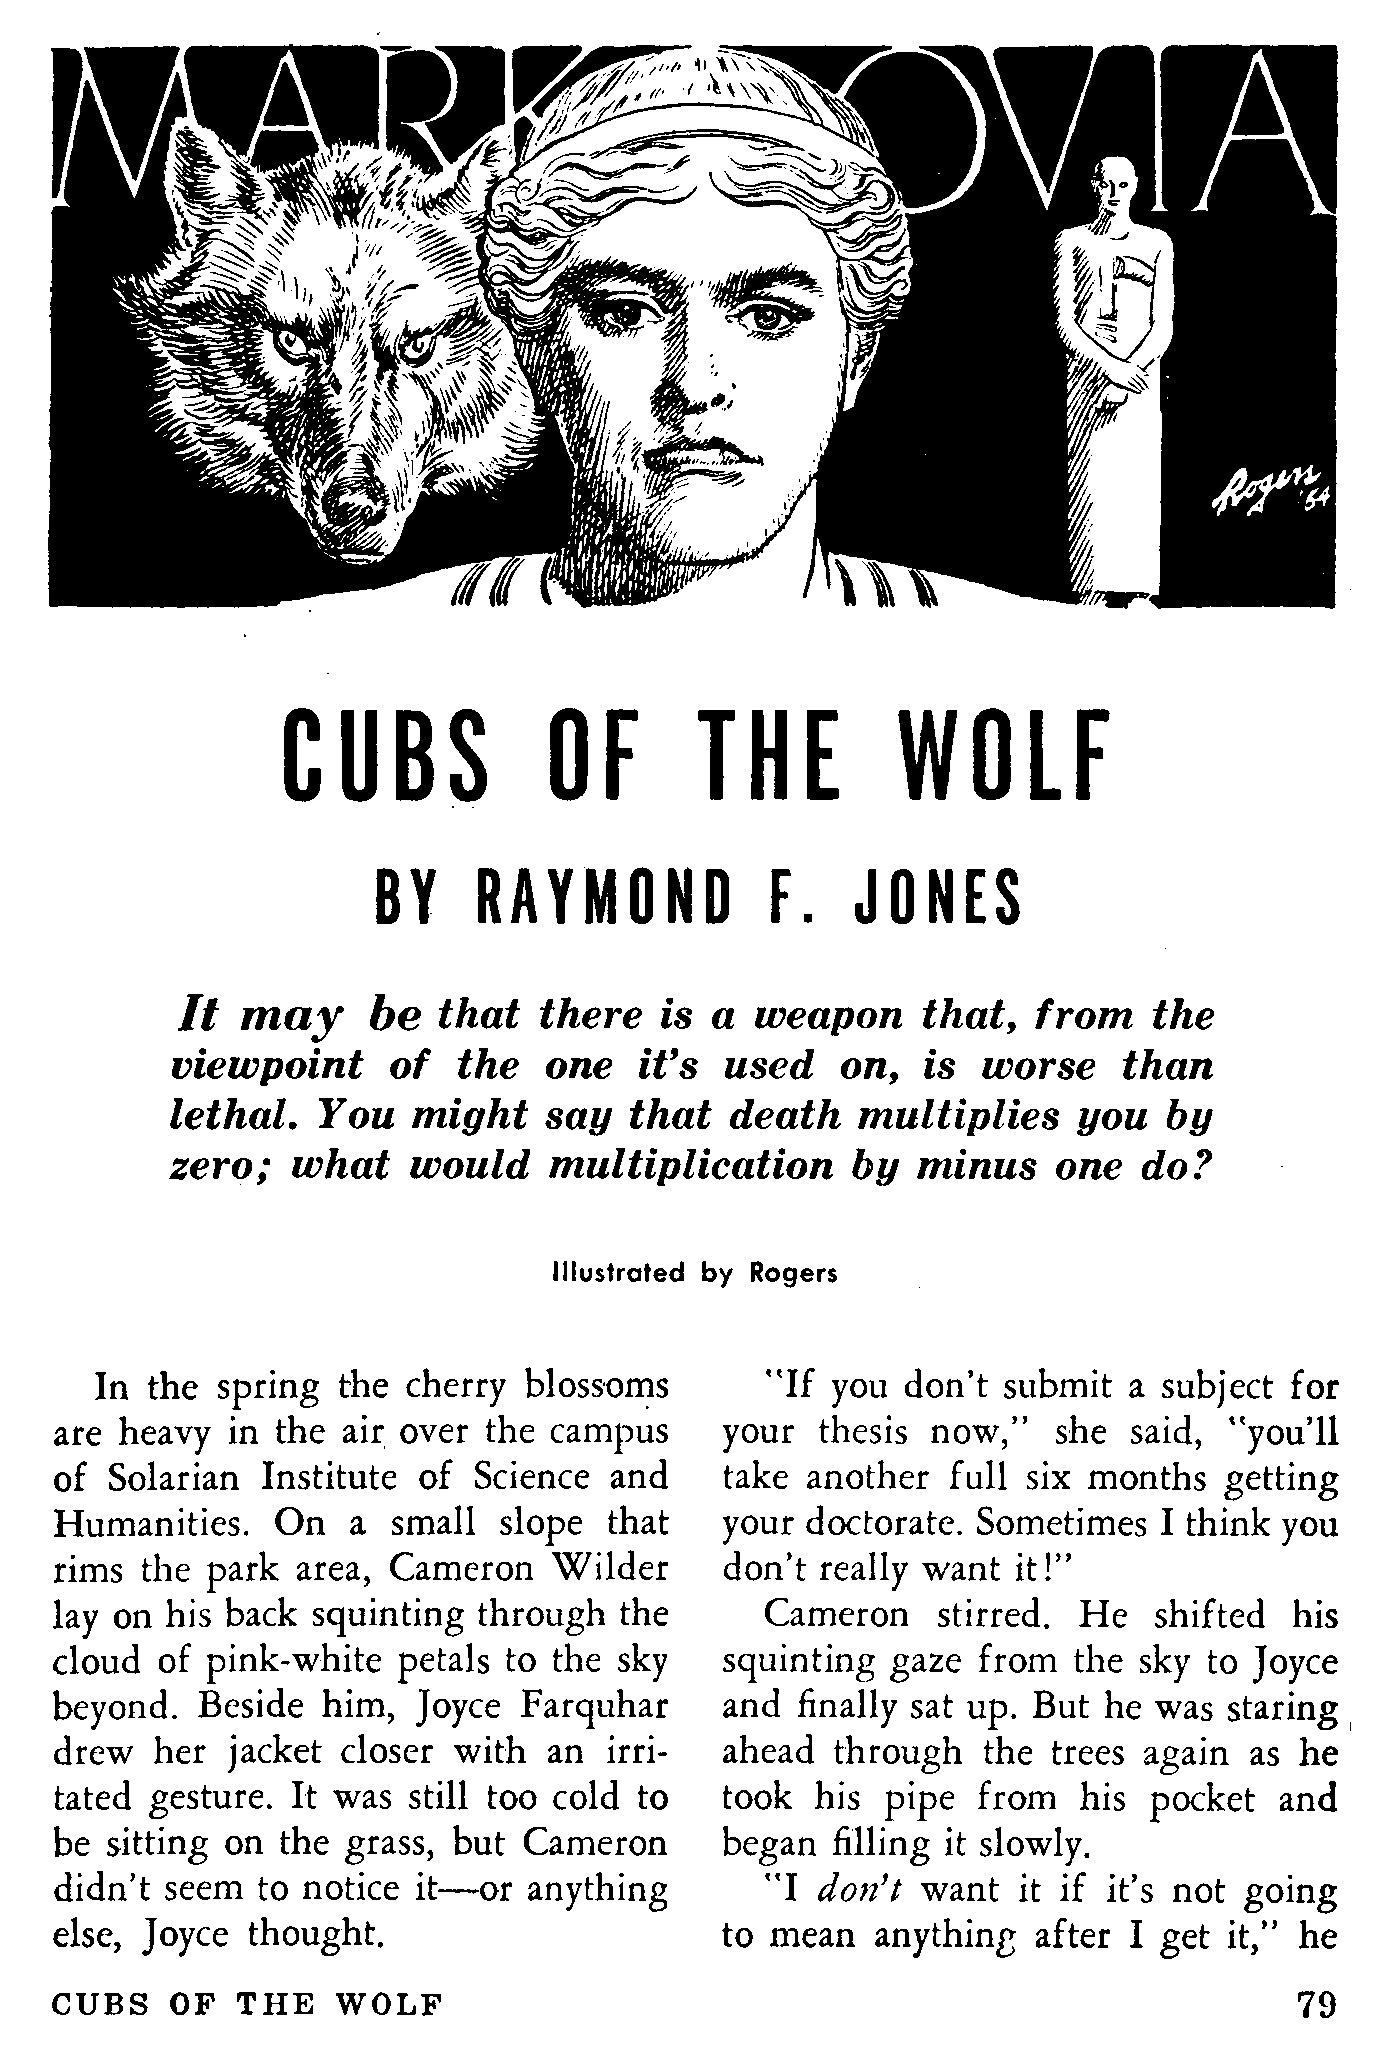 MARKOVIA
Rogers '54
CUBS OF THE WOLF
BY RAYMOND F. JONES
It may be that there is a weapon that, from the
viewpoint of the one it's used on, is worse than
lethal. You might say that death multiplies you by
zero; what would multiplication by minus one do?
Illustrated by Rogers
In the spring the cherry blossoms
are heavy in the air over the campus
of Solarian Institute of Science and
Humanities. On a small slope that
rims the park area, Cameron Wilder
lay on his back squinting through the
cloud of pink-white petals to the sky
beyond. Beside him, Joyce Farquhar
drew her jacket closer with an irri-
tated gesture. It was still too cold to
be sitting on the grass, but Cameron
didn't seem to notice it—or anything
else, Joyce thought.
"If you don't submit a subject for
your thesis now," she said, "you'll
take another full six months getting
your doctorate. Sometimes I think you
don't really want it!"
Cameron stirred. He shifted his
squinting gaze from the sky to Joyce
and finally sat up. But he was staring
ahead through the trees again as he
took his pipe from his pocket and
began filling it slowly.
"I don't want it if it's not going
to mean anything after I get it," he
CUBS OF THE WOLF
79